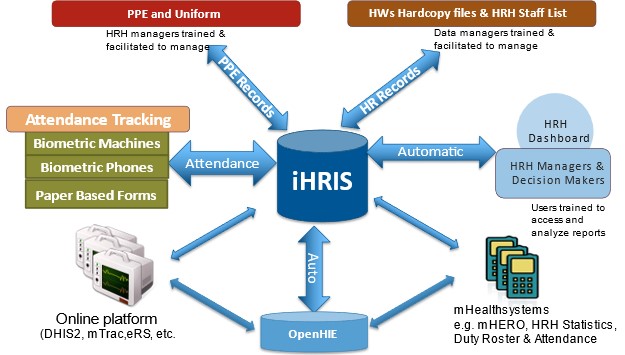 PPE and Uniform
HWs Hardcopy files & HRH Staff List
HRH managers trained &
facilitated to manage
Data managers trained &
facilitated to manage
PPE Records
HR Records
Attendance Tracking
Biometric Machines
Biometric Phones
Paper Based Forms
Attendance
iHRIS
Automatic
HRH
Dashboard
HRH Managers &
Decision Makers
Users trained to
access and
analyze reports
Auto
Online platform
(DHIS2, mTrac,eRS, etc.
OpenHIE
mHealthsystems
e.g. mHERO, HRH Statistics,
Duty Roster & Attendance